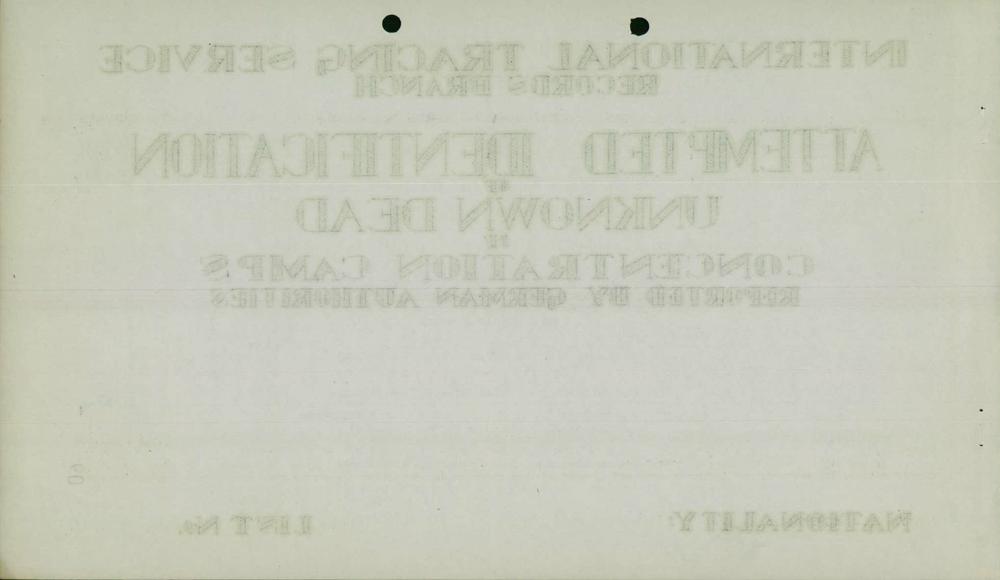 INTERNATIONAL TRACING SERVICE
RECORDS BRANCH
ATTEMPTED IDENTIFICATION
OF
UNKNOWN DEAD
OF
CONCENTRATION CAMPS
REPORTED BY GERMAN AUTHORITIES
NATIONALITY: LIST No.